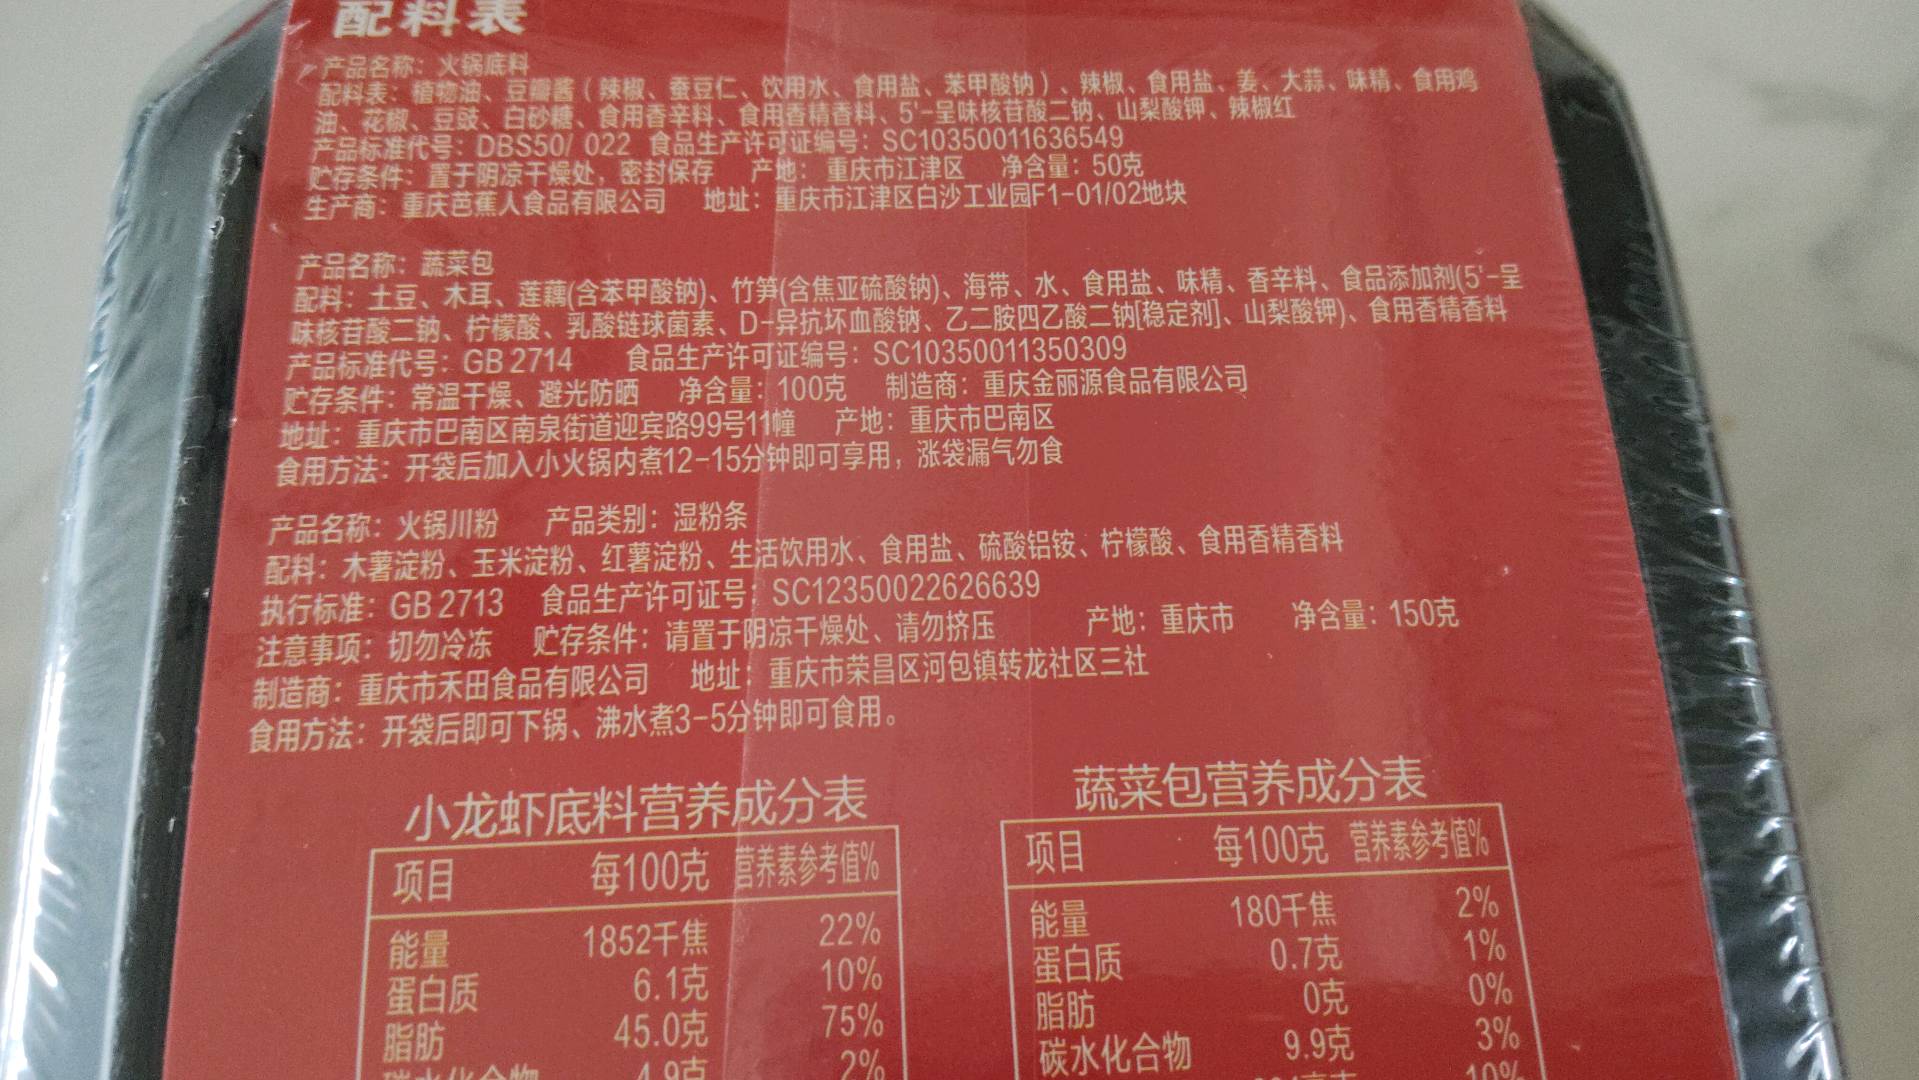 配料表
产品名称：火锅底料
配料表：植物油、豆瓣酱（辣椒、蚕豆仁、饮用水、食用盐、苯甲酸钠）、辣椒、食用盐、姜、大蒜、味精、食用鸡
油、花椒、豆豉、白砂糖、食用香辛料、食用香精香料、5'-呈味核苷酸二钠、山梨酸钾、辣椒红
产品标准代号：DBS50/ 022 食品生产许可证编号：SC10350011636549
贮存条件：置于阴凉干燥处，密封保存 产地：重庆市江津区 净含量：50克
生产商：重庆芭蕉人食品有限公司 地址：重庆市江津区白沙工业园F1-01/02地块
产品名称：蔬菜包
配料：土豆、木耳、莲藕(含苯甲酸钠)、竹笋(含焦亚硫酸钠)、海带、水、食用盐、味精、香辛料、食品添加剂(5'-呈
味核苷酸二钠、柠檬酸、乳酸链球菌素、D-异抗坏血酸钠、乙二胺四乙酸二钠[稳定剂]、山梨酸钾)、食用香精香料
产品标准代号：GB 2714 食品生产许可证编号：SC10350011350309
贮存条件：常温干燥、避光防晒 净含量：100克 制造商：重庆金丽源食品有限公司
地址：重庆市巴南区南泉街道迎宾路99号11幢 产地：重庆市巴南区
食用方法：开袋后加入小火锅内煮12-15分钟即可享用，涨袋漏气勿食
产品名称：火锅川粉 产品类别：湿粉条
配料：木薯淀粉、玉米淀粉、红薯淀粉、生活饮用水、食用盐、硫酸铝铵、柠檬酸、食用香精香料
执行标准：GB 2713 食品生产许可证号：SC12350022626639
注意事项：切勿冷冻 贮存条件：请置于阴凉干燥处、请勿挤压 产地：重庆市 净含量：150克
制造商：重庆市禾田食品有限公司 地址：重庆市荣昌区河包镇转龙社区三社
食用方法：开袋后即可下锅、沸水煮3-5分钟即可食用。
小龙虾底料营养成分表
项目 每100克 营养素参考值%
能量 1852千焦 22%
蛋白质 6.1克 10%
脂肪 45.0克 75%
碳水化合物 4.9克 2%
蔬菜包营养成分表
项目 每100克 营养素参考值%
能量 180千焦 2%
蛋白质 0.7克 1%
脂肪 0克 0%
碳水化合物 9.9克 3%
10%